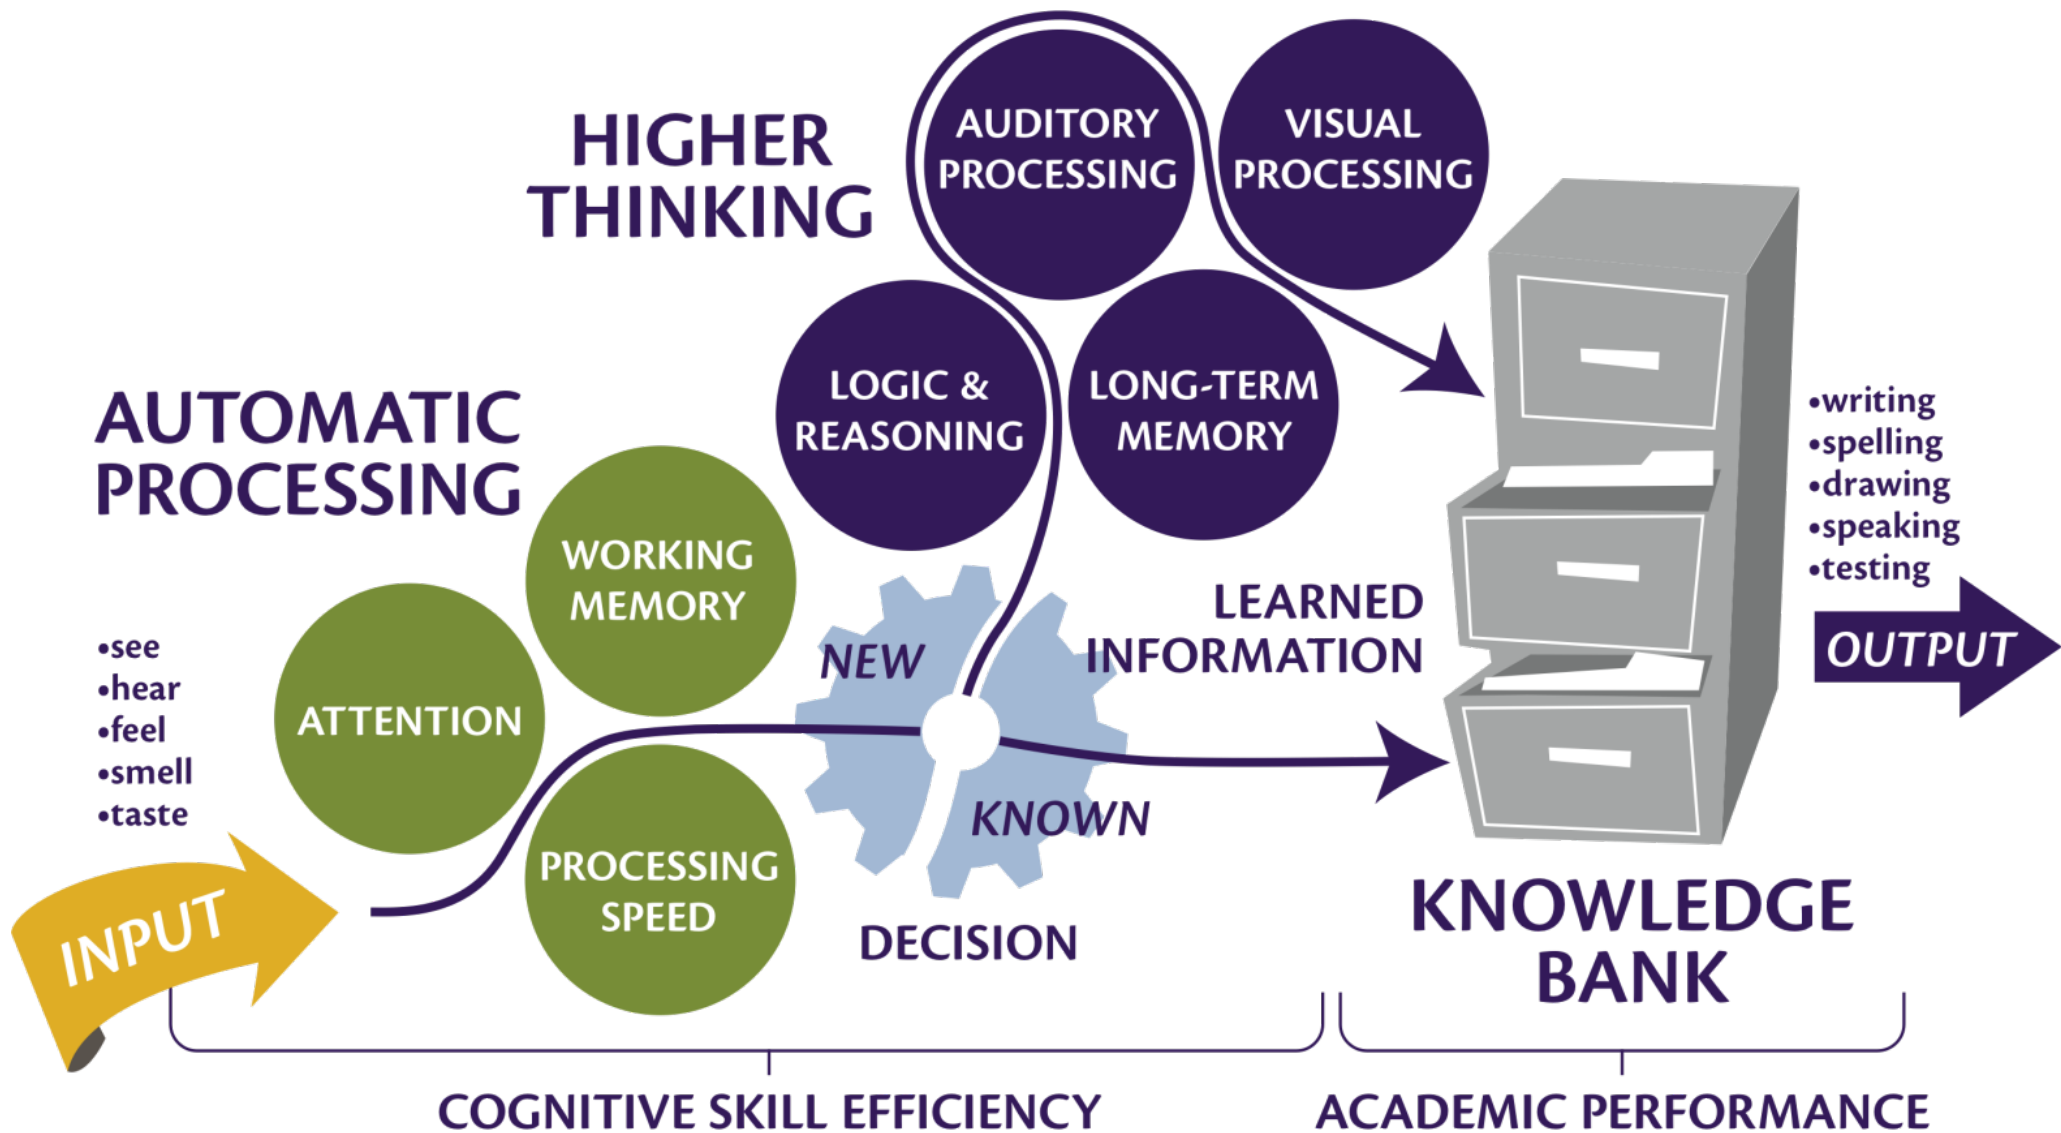 HIGHER
THINKING
AUDITORY
PROCESSING
VISUAL
PROCESSING
LOGIC &
REASONING
LONG-TERM
MEMORY
AUTOMATIC
PROCESSING
WORKING
MEMORY
ATTENTION
PROCESSING
SPEED
•see
•hear
•feel
•smell
•taste
INPUT
NEW
KNOWN
DECISION
LEARNED
INFORMATION
•writing
•spelling
•drawing
•speaking
•testing
OUTPUT
KNOWLEDGE
BANK
COGNITIVE SKILL EFFICIENCY
ACADEMIC PERFORMANCE